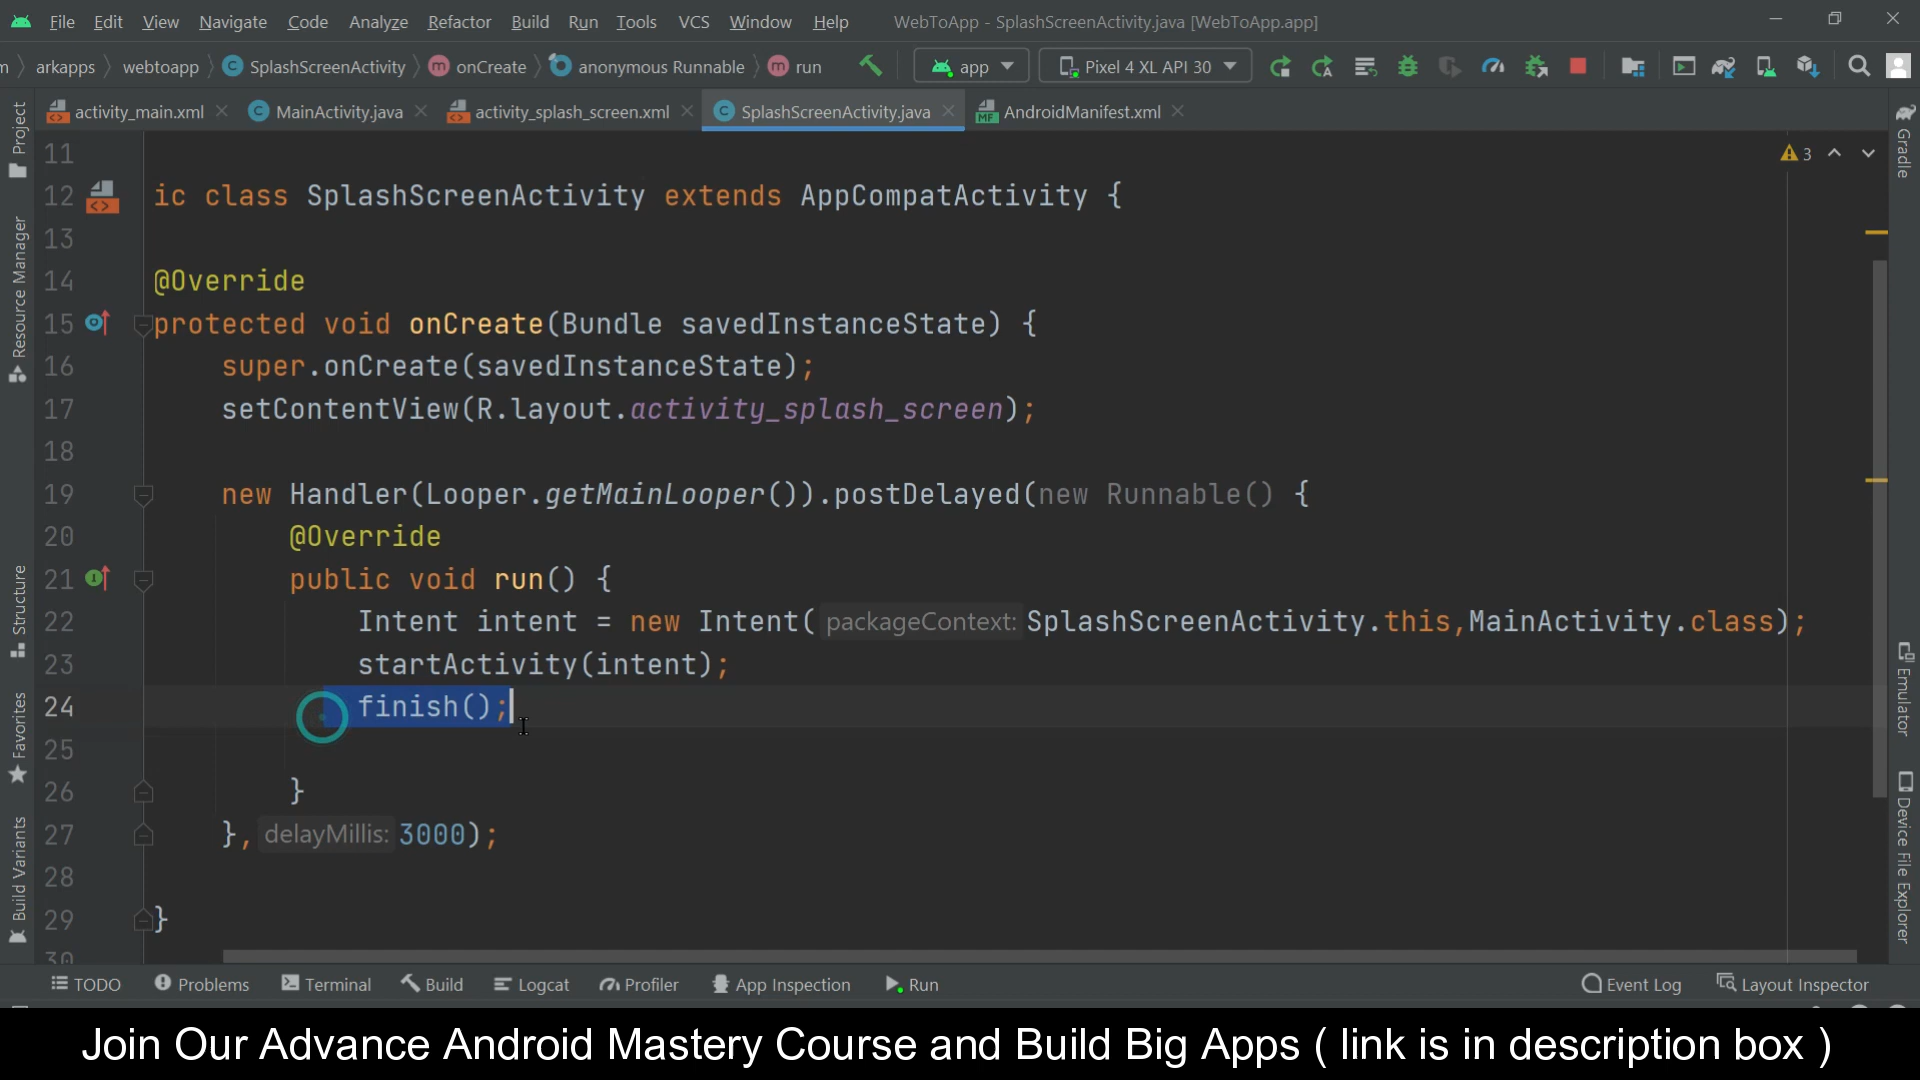 File Edit View Navigate Code Analyze Refactor Build Run Tools VCS Window Help WebToApp - SplashScreenActivity.java [WebToApp.app]
arkapps webtoapp SplashScreenActivity onCreate anonymous Runnable run app Pixel 4 XL API 30
activity_main.xml MainActivity.java activity_splash_screen.xml SplashScreenActivity.java AndroidManifest.xml
Project
Resource Manager
Structure
Favorites
Build Variants
11
3
12 ic class SplashScreenActivity extends AppCompatActivity {
13
14 @Override
15 protected void onCreate(Bundle savedInstanceState) {
16 super.onCreate(savedInstanceState);
17 setContentView(R.layout.activity_splash_screen);
18
19 new Handler(Looper.getMainLooper()).postDelayed(new Runnable() {
20 @Override
21 public void run() {
22 Intent intent = new Intent( packageContext: SplashScreenActivity.this,MainActivity.class);
23 startActivity(intent);
24 finish();
25
26 }
27 }, delayMillis: 3000);
28
29 }
30
Gradle
Emulator
Device File Explorer
TODO Problems Terminal Build Logcat Profiler App Inspection Run Event Log Layout Inspector
Join Our Advance Android Mastery Course and Build Big Apps ( link is in description box )